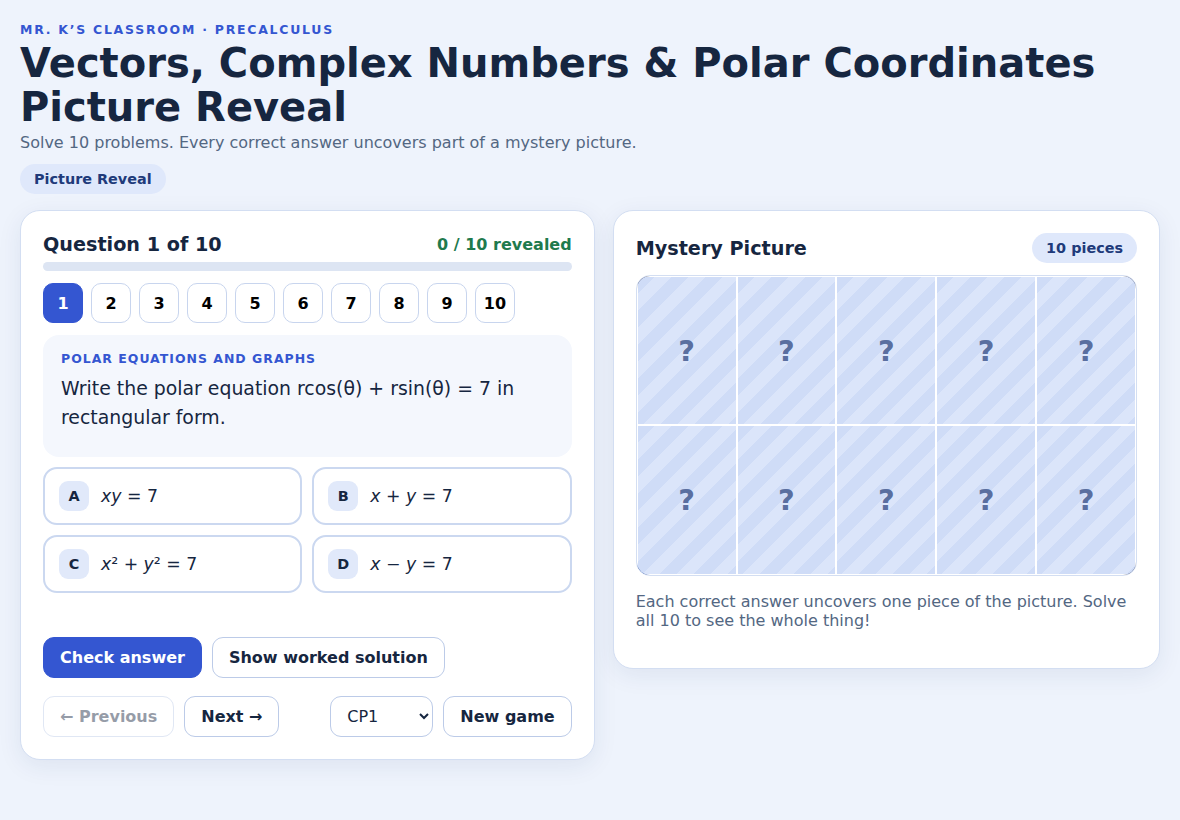 MR. K’S CLASSROOM · PRECALCULUS
Vectors, Complex Numbers & Polar Coordinates
Picture Reveal
Solve 10 problems. Every correct answer uncovers part of a mystery picture.
Picture Reveal
Question 1 of 10
0 / 10 revealed
1 2 3 4 5 6 7 8 9 10
POLAR EQUATIONS AND GRAPHS
Write the polar equation rcos(θ) + rsin(θ) = 7 in
rectangular form.
A xy = 7
B x + y = 7
C x² + y² = 7
D x − y = 7
Check answer
Show worked solution
← Previous
Next →
CP1
New game
Mystery Picture
10 pieces
? ? ? ? ?
? ? ? ? ?
Each correct answer uncovers one piece of the picture. Solve
all 10 to see the whole thing!